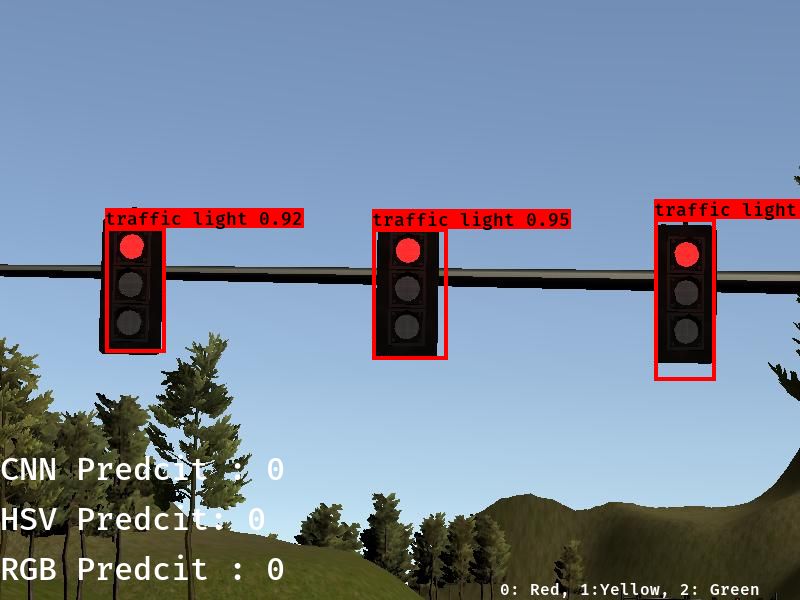 traffic light 0.92
traffic light 0.95
traffic light
CNN Predcit : 0
HSV Predcit: 0
RGB Predcit : 0
0: Red, 1:Yellow, 2: Green